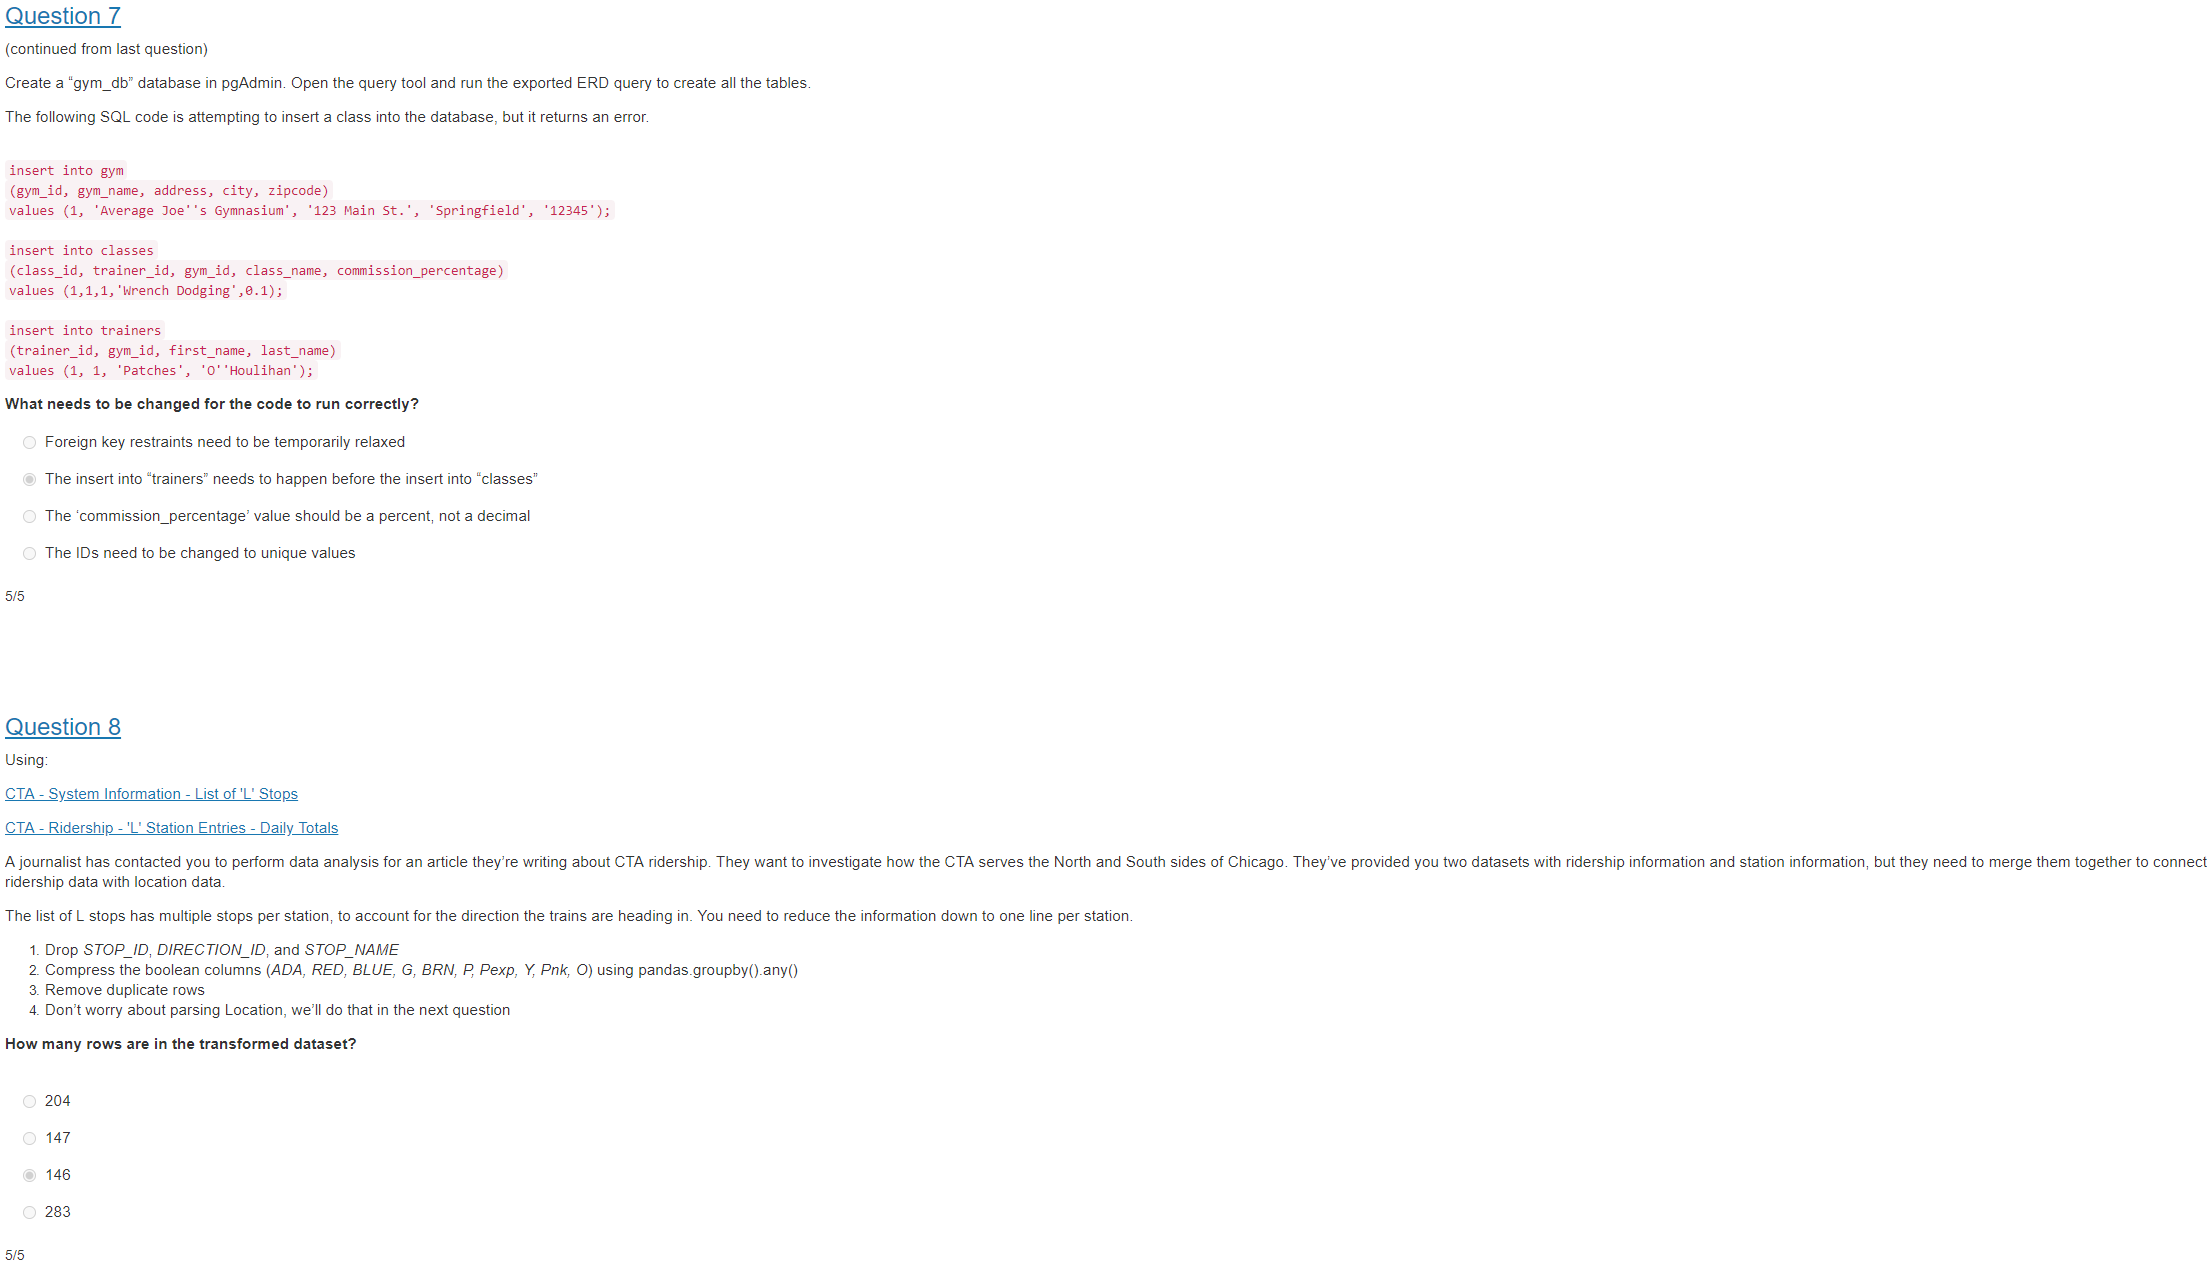 Question 7
(continued from last question)
Create a “gym_db” database in pgAdmin. Open the query tool and run the exported ERD query to create all the tables.
The following SQL code is attempting to insert a class into the database, but it returns an error.
insert into gym
(gym_id, gym_name, address, city, zipcode)
values (1, 'Average Joe''s Gymnasium', '123 Main St.', 'Springfield', '12345');
insert into classes
(class_id, trainer_id, gym_id, class_name, commission_percentage)
values (1,1,1,'Wrench Dodging',0.1);
insert into trainers
(trainer_id, gym_id, first_name, last_name)
values (1, 1, 'Patches', 'O''Houlihan');
What needs to be changed for the code to run correctly?
Foreign key restraints need to be temporarily relaxed
The insert into “trainers” needs to happen before the insert into “classes”
The ‘commission_percentage’ value should be a percent, not a decimal
The IDs need to be changed to unique values
5/5
Question 8
Using:
CTA - System Information - List of 'L' Stops
CTA - Ridership - 'L' Station Entries - Daily Totals
A journalist has contacted you to perform data analysis for an article they’re writing about CTA ridership. They want to investigate how the CTA serves the North and South sides of Chicago. They’ve provided you two datasets with ridership information and station information, but they need to merge them together to connect
ridership data with location data.
The list of L stops has multiple stops per station, to account for the direction the trains are heading in. You need to reduce the information down to one line per station.
1. Drop STOP_ID, DIRECTION_ID, and STOP_NAME
2. Compress the boolean columns (ADA, RED, BLUE, G, BRN, P, Pexp, Y, Pnk, O) using pandas.groupby().any()
3. Remove duplicate rows
4. Don’t worry about parsing Location, we’ll do that in the next question
How many rows are in the transformed dataset?
204
147
146
283
5/5